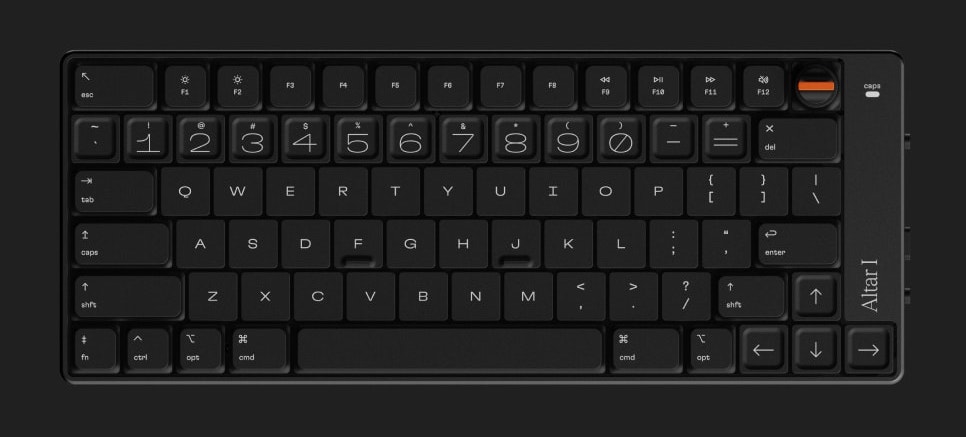 ↖ ☼ ☼ ◃◃ ▷II ▷▷
esc F1 F2 F3 F4 F5 F6 F7 F8 F9 F10 F11 F12 caps
~ ! @ # $ % ^ & * ( ) – +
` 1 2 3 4 5 6 7 8 9 0 – = × del
⇥ tab Q W E R T Y U I O P { [ } ] | \
↥ caps A S D F G H J K L : ; “ ‘ ↩ enter
↑ shft Z X C V B N M < , > . ? / ↑ shft ↑
Altar I
‡ fn ^ ctrl ⌥ opt ⌘ cmd ⌘ cmd ⌥ opt ← ↓ →